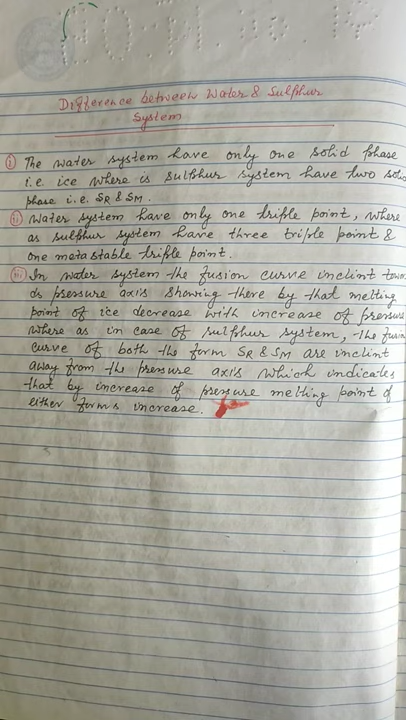 Difference between Water & Sulphur
System
(i) The water system have only one solid phase
i.e. ice where is sulphur system have two solid
phase i.e. SR & SM.
(ii) Water system have only one triple point, where
as sulphur system have three triple point &
one metastable triple point.
(iii) In water system the fusion curve inclint towar
ds pressure axis showing there by that melting
point of ice decrease with increase of pressure
where as in case of sulphur system, the fusion
curve of both the form SR & SM are inclint
away from the pressure axis which indicates
that by increase of pressure melting point of
either forms increase.